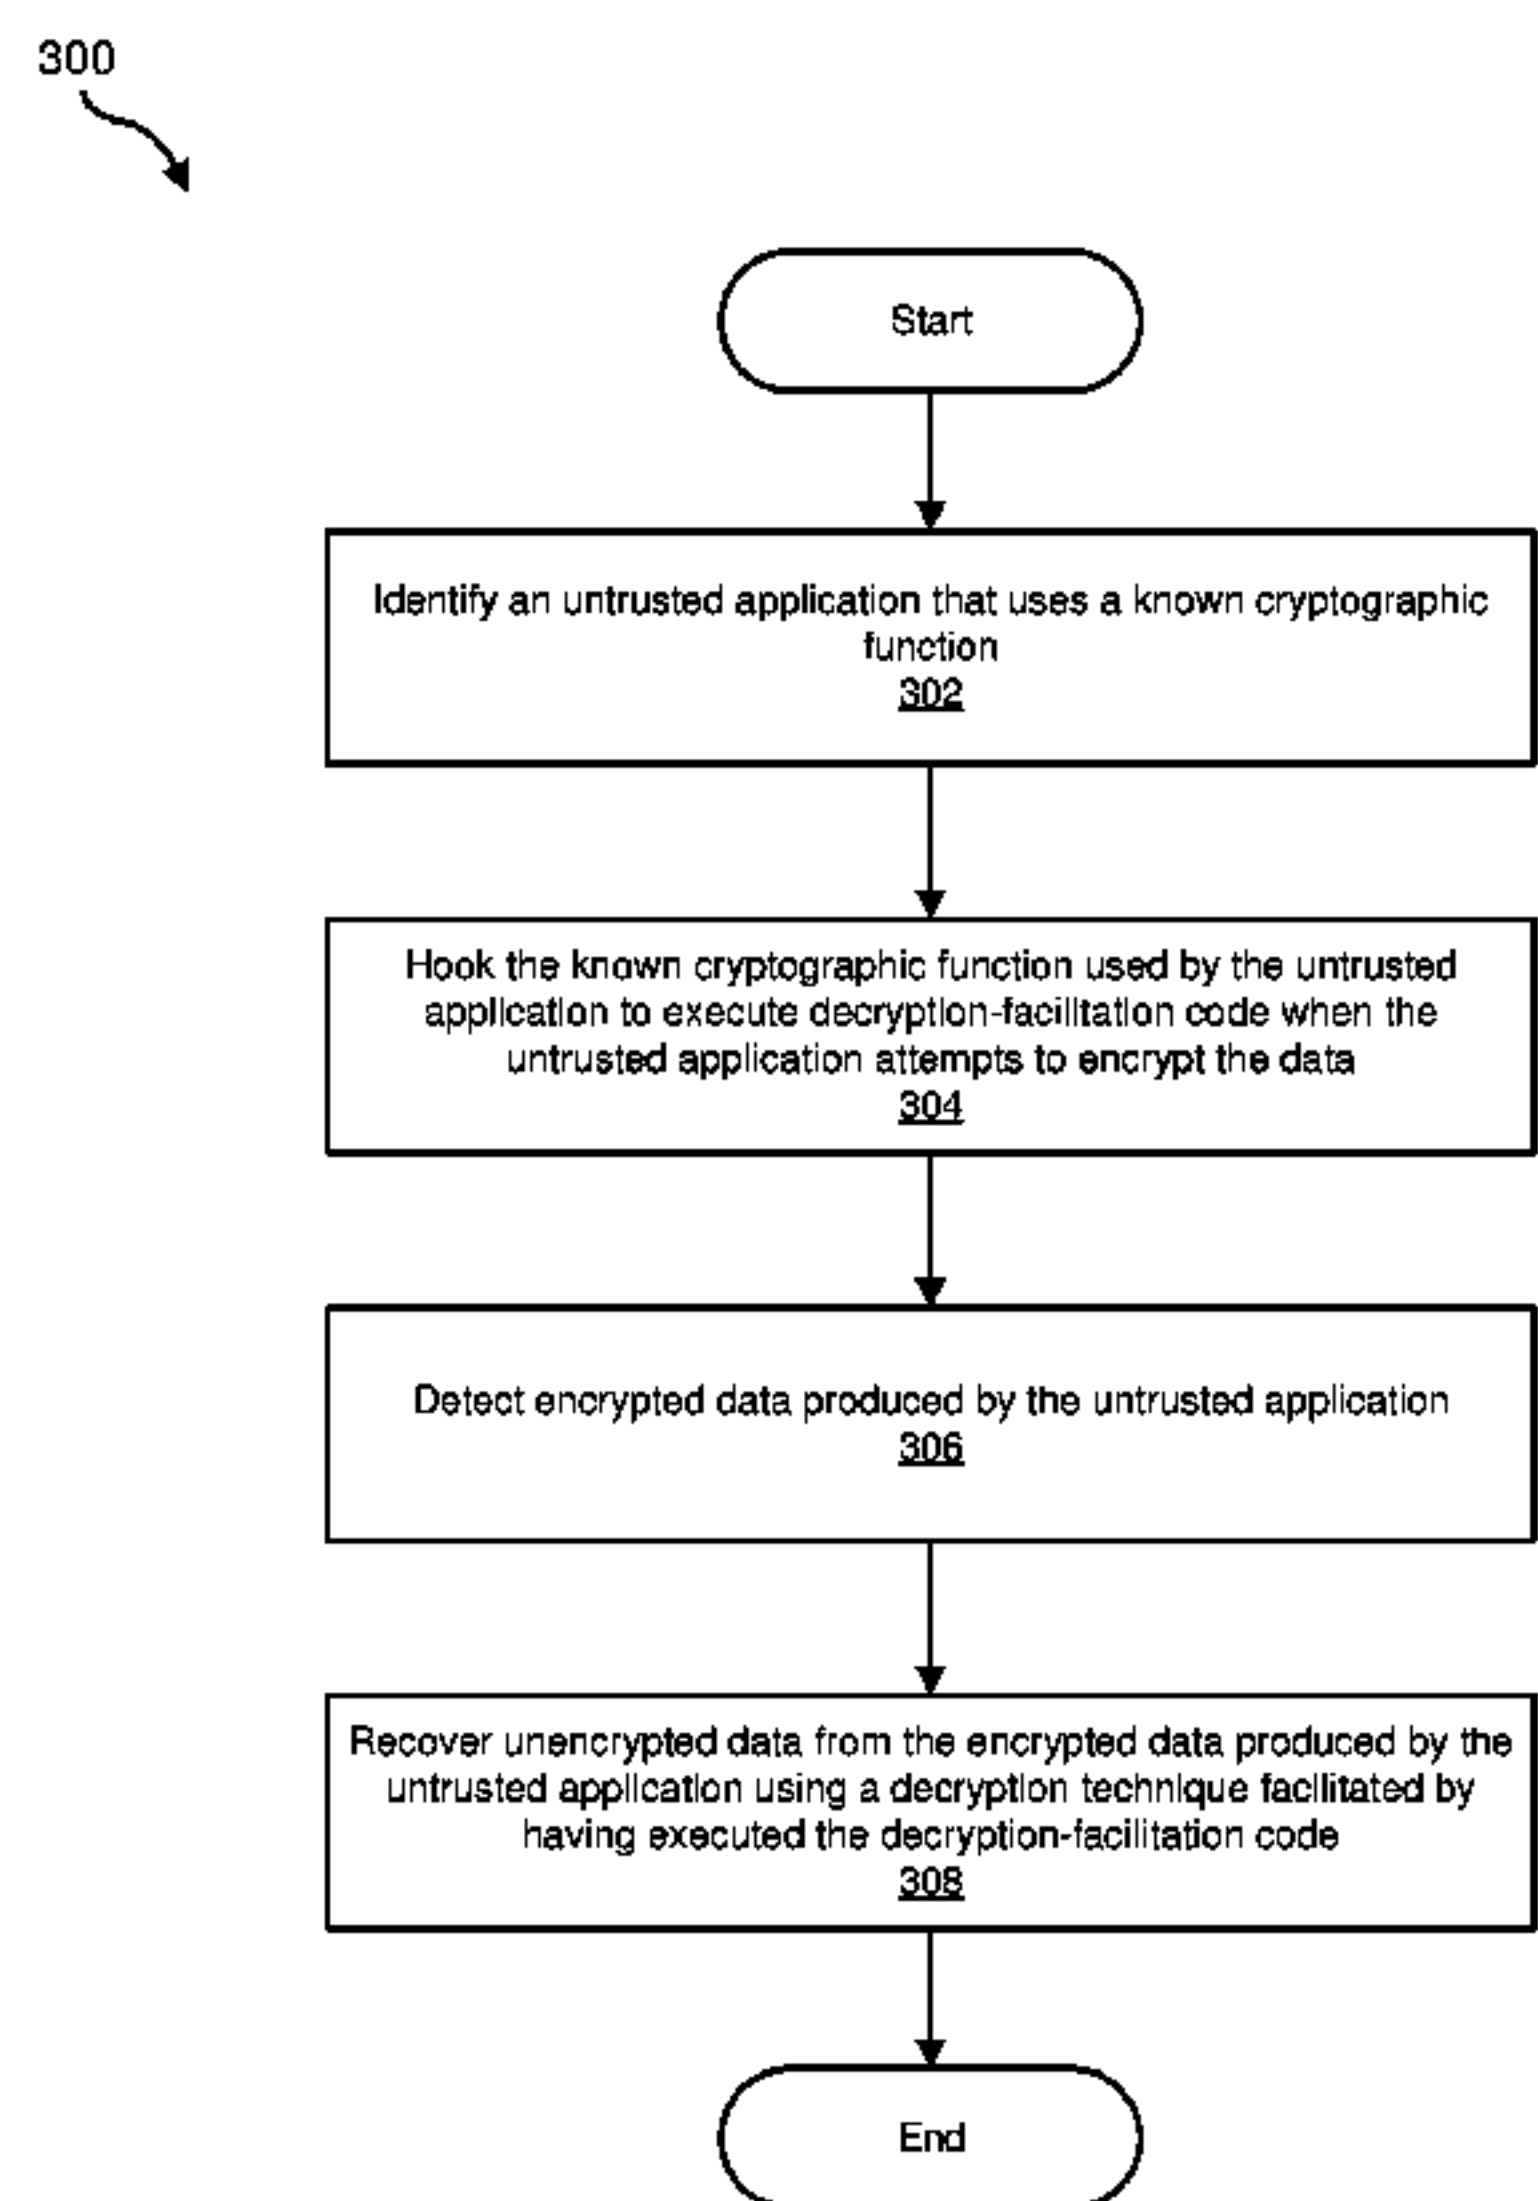 300
Start
Identify an untrusted application that uses a known cryptographic
function
302
Hook the known cryptographic function used by the untrusted
application to execute decryption-facilitation code when the
untrusted application attempts to encrypt the data
304
Detect encrypted data produced by the untrusted application
306
Recover unencrypted data from the encrypted data produced by the
untrusted application using a decryption technique facilitated by
having executed the decryption-facilitation code
308
End